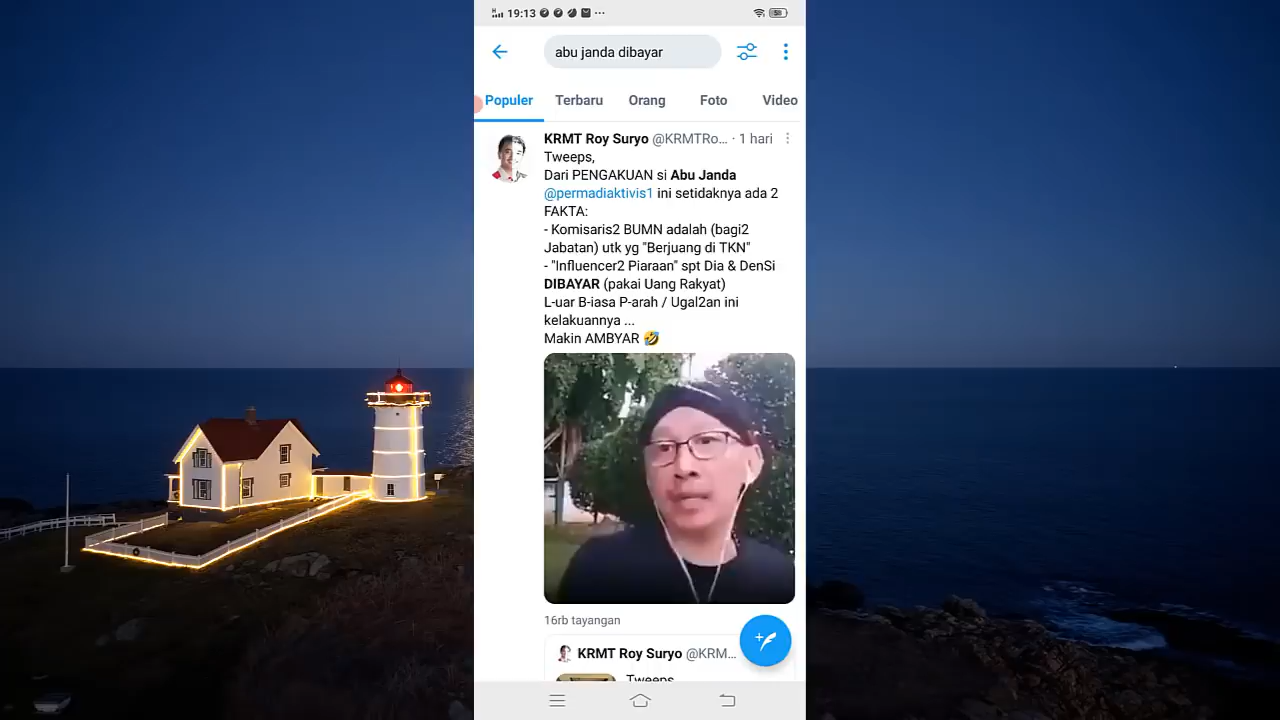 19:13
abu janda dibayar
Populer Terbaru Orang Foto Video
KRMT Roy Suryo @KRMTRo... · 1 hari
Tweeps,
Dari PENGAKUAN si Abu Janda
@permadiaktivis1 ini setidaknya ada 2
FAKTA:
- Komisaris2 BUMN adalah (bagi2
Jabatan) utk yg "Berjuang di TKN"
- "Influencer2 Piaraan" spt Dia & DenSi
DIBAYAR (pakai Uang Rakyat)
L-uar B-iasa P-arah / Ugal2an ini
kelakuannya ...
Makin AMBYAR 🤣
16rb tayangan
KRMT Roy Suryo @KRM...
Tweeps